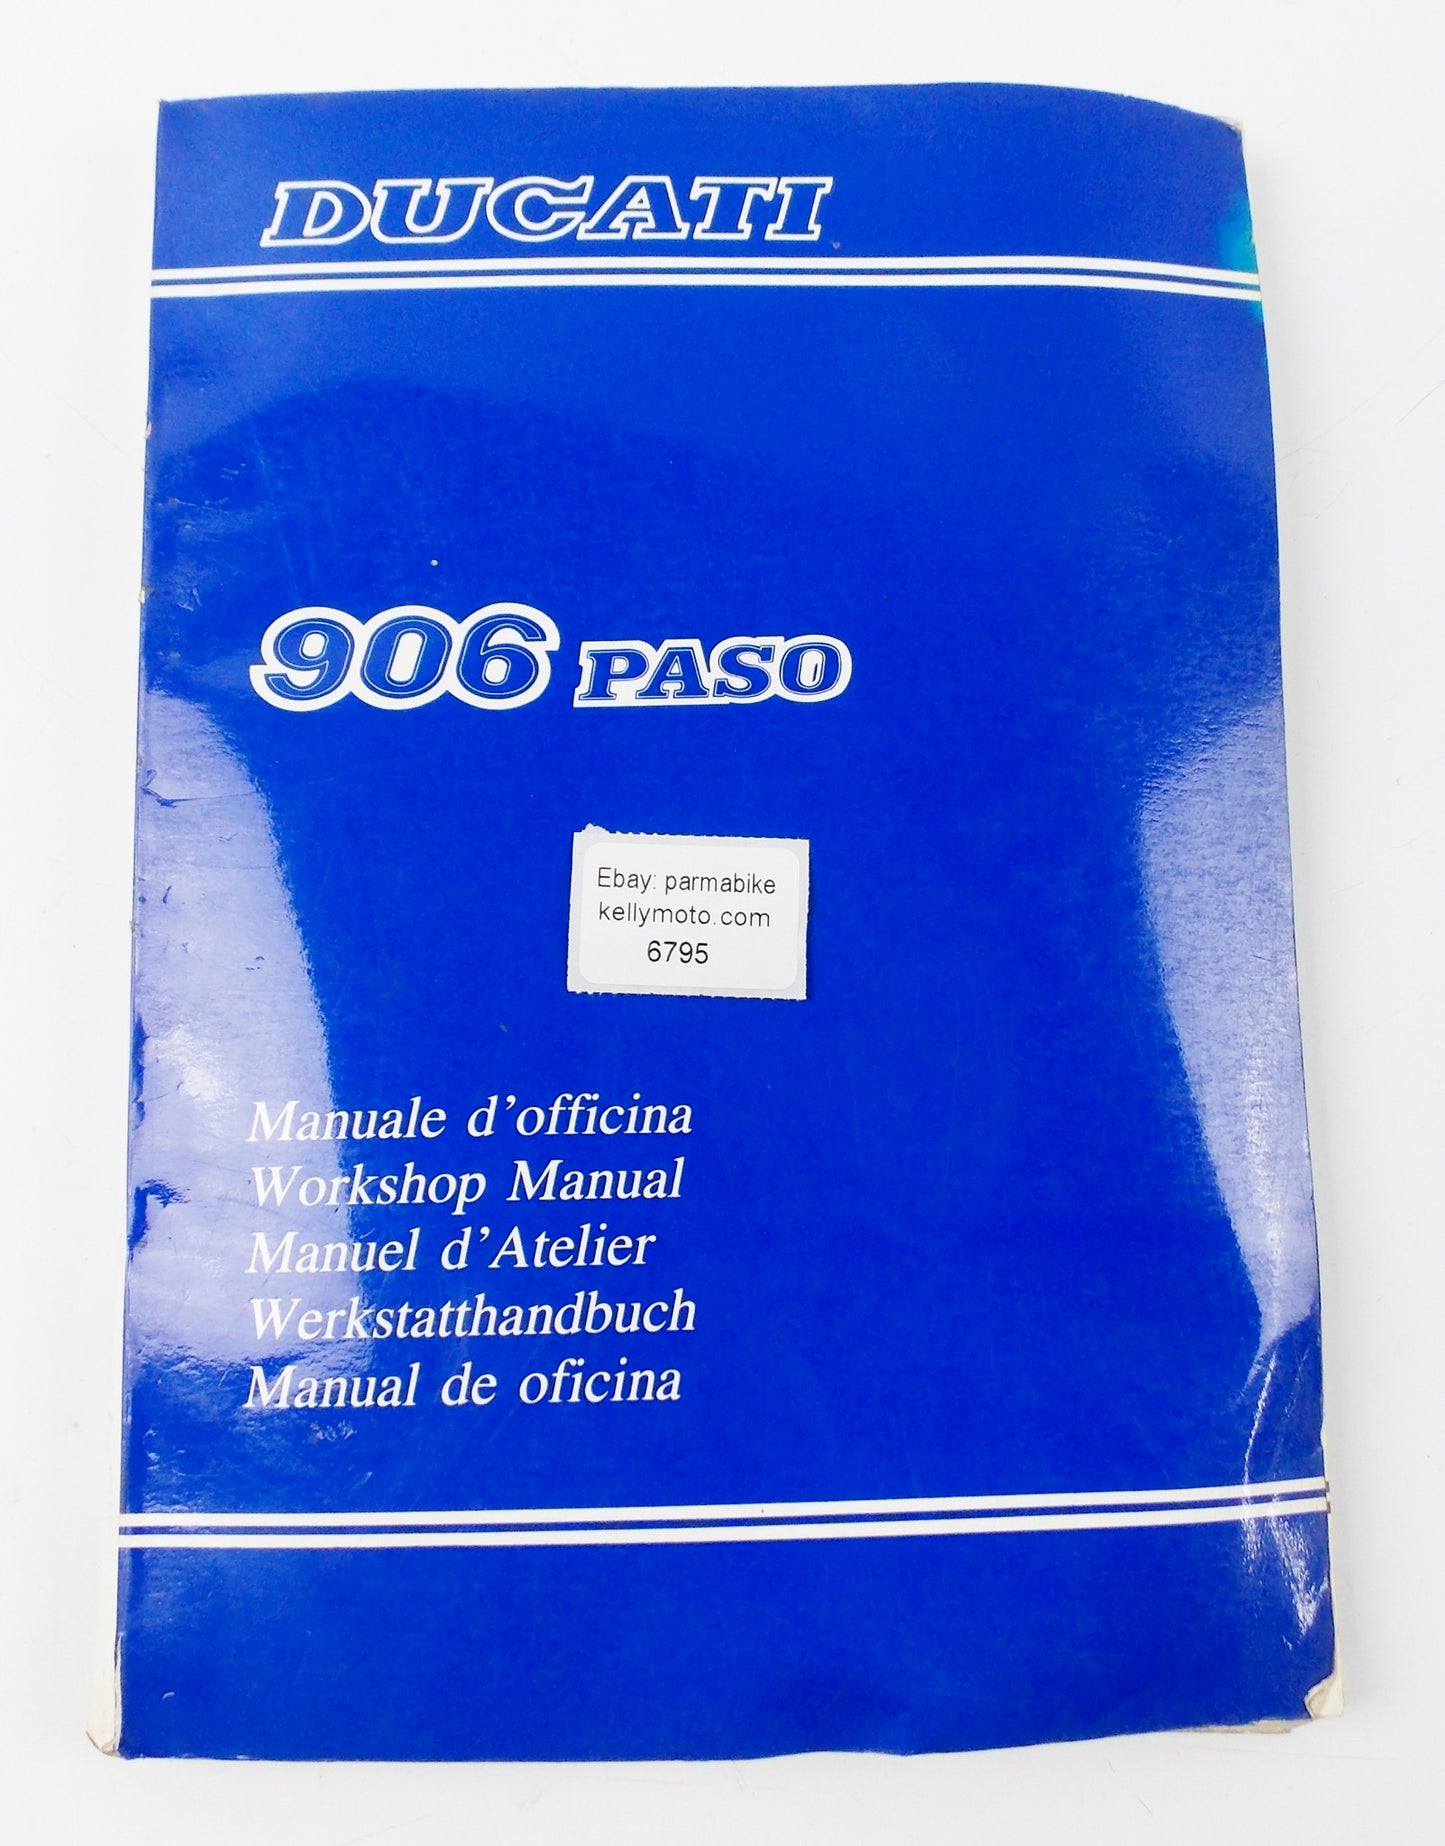 DUCATI
906 PASO
Ebay: parmabike
kellymoto.com
6795
Manuale d'officina
Workshop Manual
Manuel d'Atelier
Werkstatthandbuch
Manual de oficina